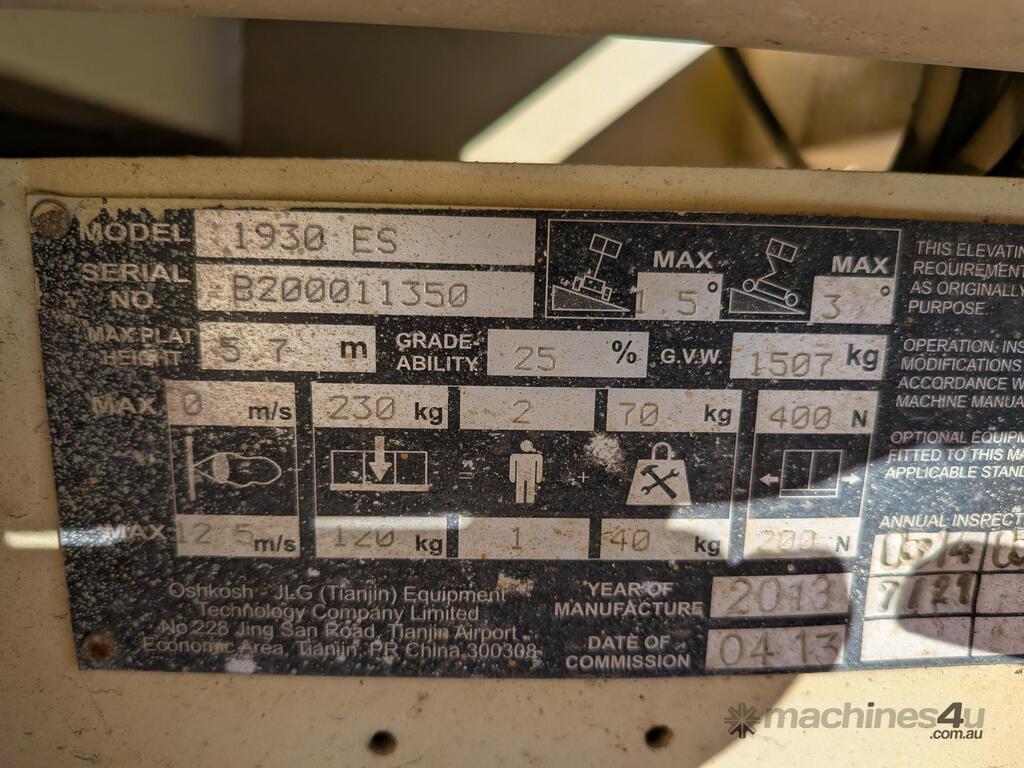 MODEL 1930 ES
SERIAL NO. B200011350
MAX 1.5°
MAX 3°
MAX PLAT HEIGHT 5 7 m
GRADE-ABILITY 25 %
G.V.W. 1507 kg
MAX 0 m/s 230 kg 2 70 kg 400 N
= +
MAX 12 5 m/s 120 kg 1 40 kg 200 N
Oshkosh - JLG (Tianjin) Equipment
Technology Company Limited
No 228 Jing San Road, Tianjin Airport
Economic Area, Tianjin, PR China 300308
YEAR OF MANUFACTURE 2013
DATE OF COMMISSION 04 13
THIS ELEVATIN
REQUIREMENT
AS ORIGINALLY
PURPOSE
OPERATION, INS
MODIFICATIONS
ACCORDANCE W
MACHINE MANUA
OPTIONAL EQUIPM
FITTED TO THIS MA
APPLICABLE STAND
ANNUAL INSPECT
machines4u
.com.au